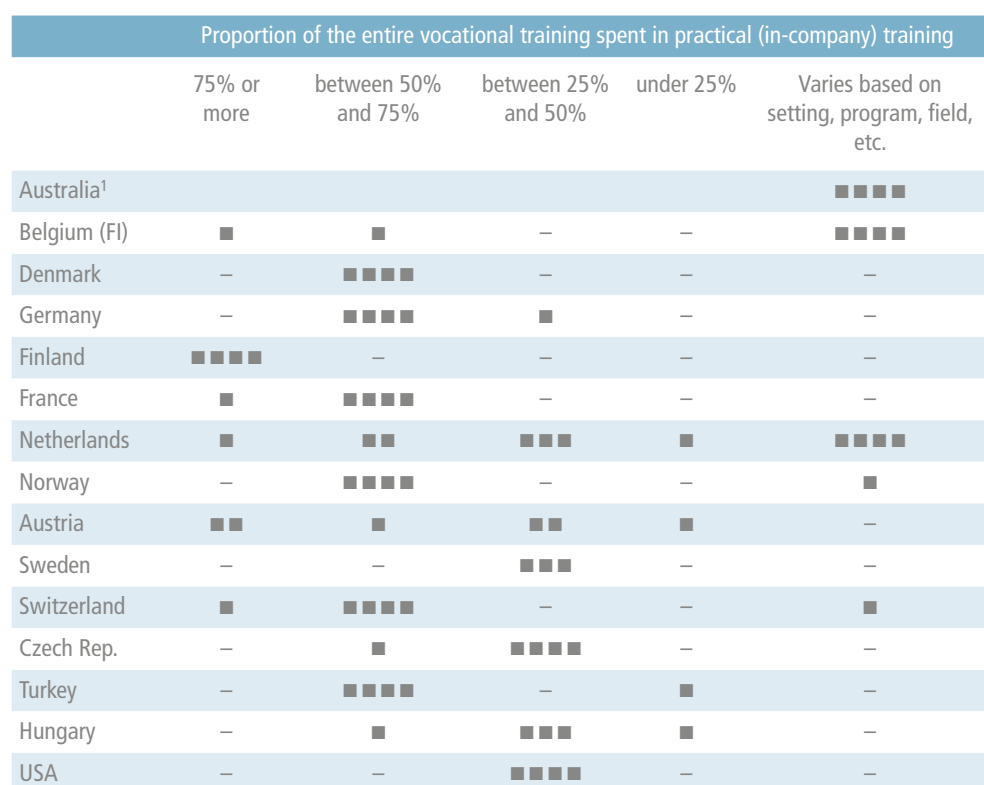 Proportion of the entire vocational training spent in practical (in-company) training
75% or more between 50% and 75% between 25% and 50% under 25% Varies based on setting, program, field, etc.
Australia¹ ■ ■ ■ ■
Belgium (FI) ■ ■ – – ■ ■ ■ ■
Denmark – ■ ■ ■ ■ – – –
Germany – ■ ■ ■ ■ ■ – –
Finland ■ ■ ■ ■ – – – –
France ■ ■ ■ ■ ■ – – –
Netherlands ■ ■ ■ ■ ■ ■ ■ ■ ■ ■ ■
Norway – ■ ■ ■ ■ – – ■
Austria ■ ■ ■ ■ ■ ■ –
Sweden – – ■ ■ ■ – –
Switzerland ■ ■ ■ ■ ■ – – ■
Czech Rep. – ■ ■ ■ ■ ■ – –
Turkey – ■ ■ ■ ■ – ■ –
Hungary – ■ ■ ■ ■ ■ –
USA – – ■ ■ ■ ■ – –